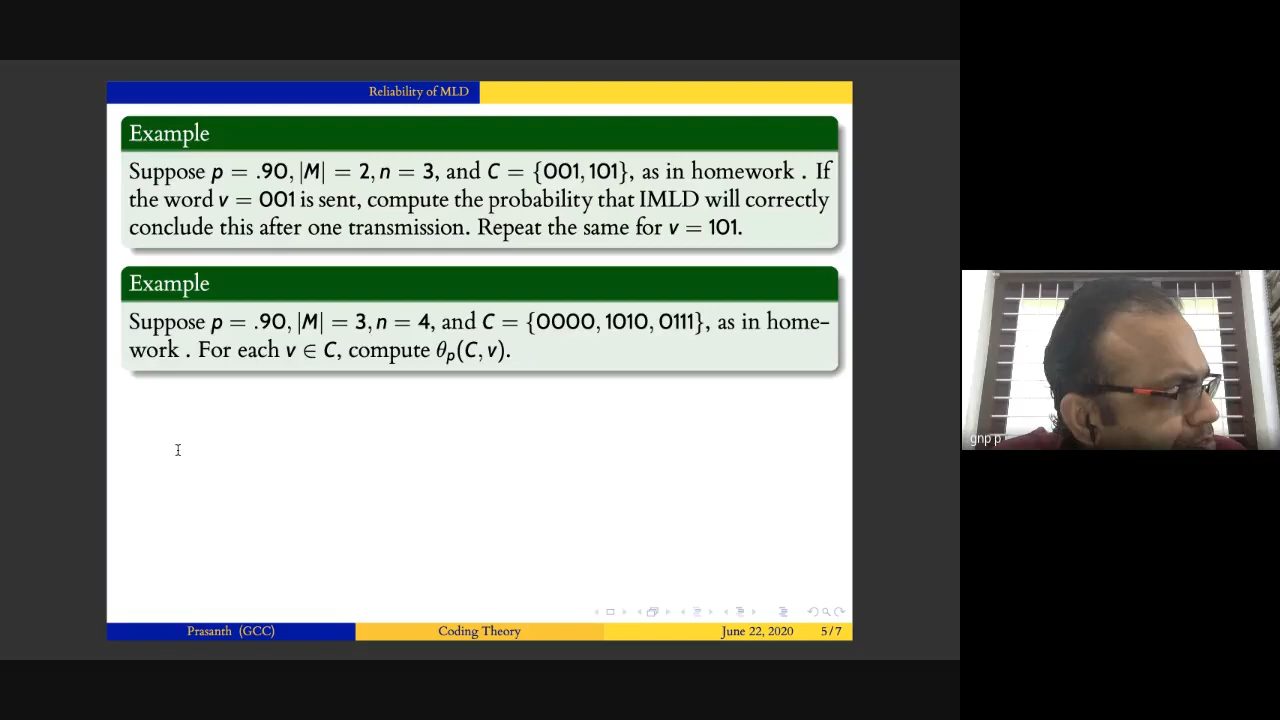 Reliability of MLD
Example
Suppose p = .90, |M| = 2, n = 3, and C = {001, 101}, as in homework . If
the word v = 001 is sent, compute the probability that IMLD will correctly
conclude this after one transmission. Repeat the same for v = 101.
Example
Suppose p = .90, |M| = 3, n = 4, and C = {0000, 1010, 0111}, as in home-
work . For each v ∈ C, compute θₚ(C, v).
gnp p
Prasanth (GCC) Coding Theory June 22, 2020 5/7